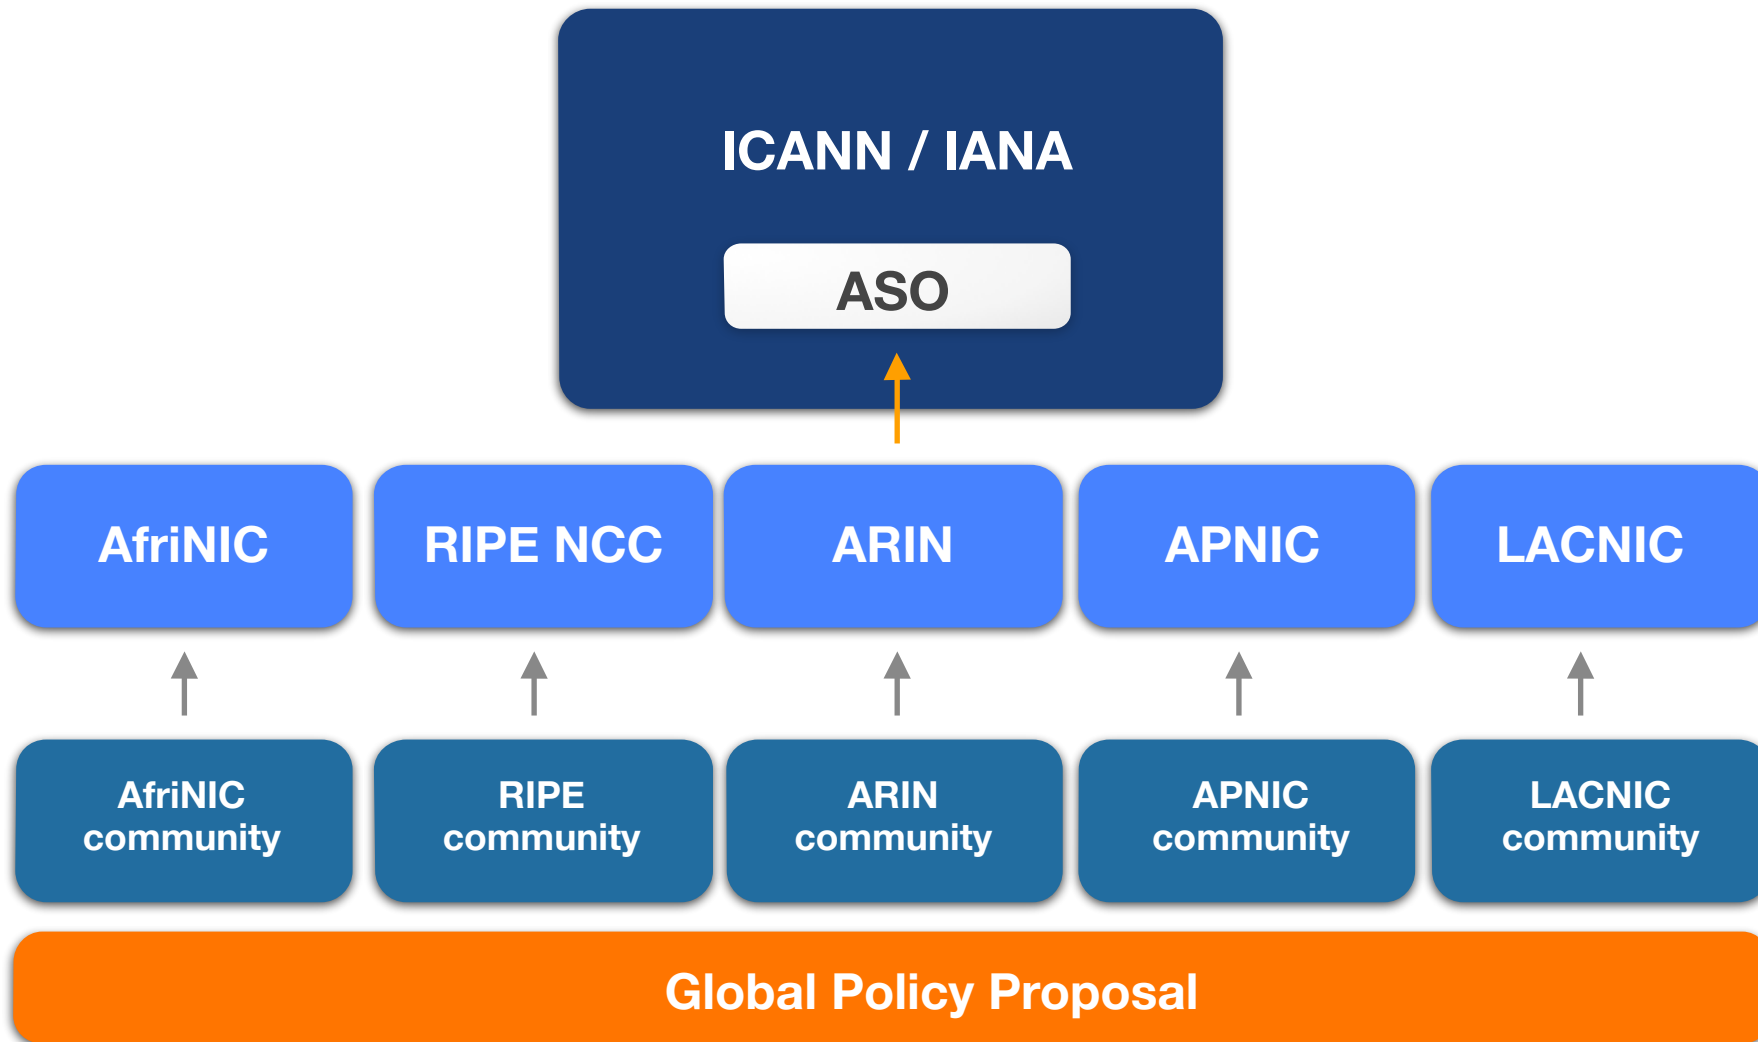 ICANN / IANA
ASO
AfriNIC
RIPE NCC
ARIN
APNIC
LACNIC
AfriNIC
community
RIPE
community
ARIN
community
APNIC
community
LACNIC
community
Global Policy Proposal